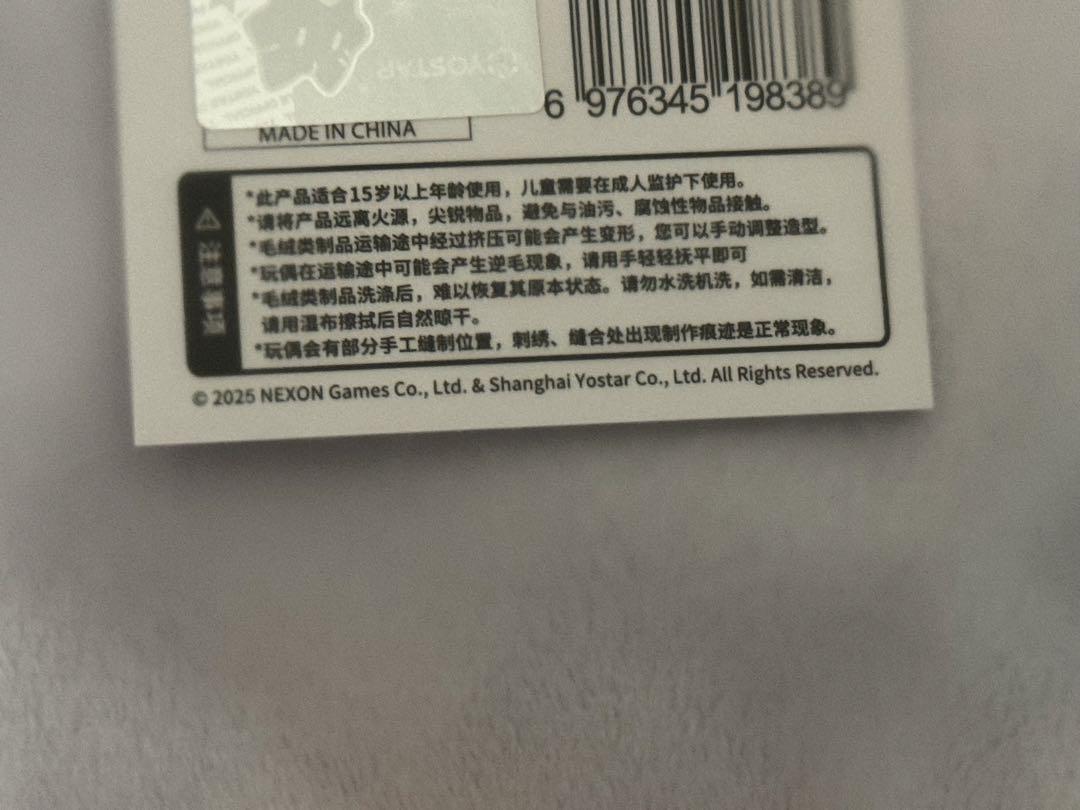 YOSTAR
6 976345 198389
MADE IN CHINA
注意事项
*此产品适合15岁以上年龄使用，儿童需要在成人监护下使用。
*请将产品远离火源，尖锐物品，避免与油污、腐蚀性物品接触。
*毛绒类制品运输途中经过挤压可能会产生变形，您可以手动调整造型。
*玩偶在运输途中可能会产生逆毛现象，请用手轻轻抚平即可
*毛绒类制品洗涤后，难以恢复其原本状态。请勿水洗机洗，如需清洁，
请用湿布擦拭后自然晾干。
*玩偶会有部分手工缝制位置，刺绣、缝合处出现制作痕迹是正常现象。
© 2025 NEXON Games Co., Ltd. & Shanghai Yostar Co., Ltd. All Rights Reserved.